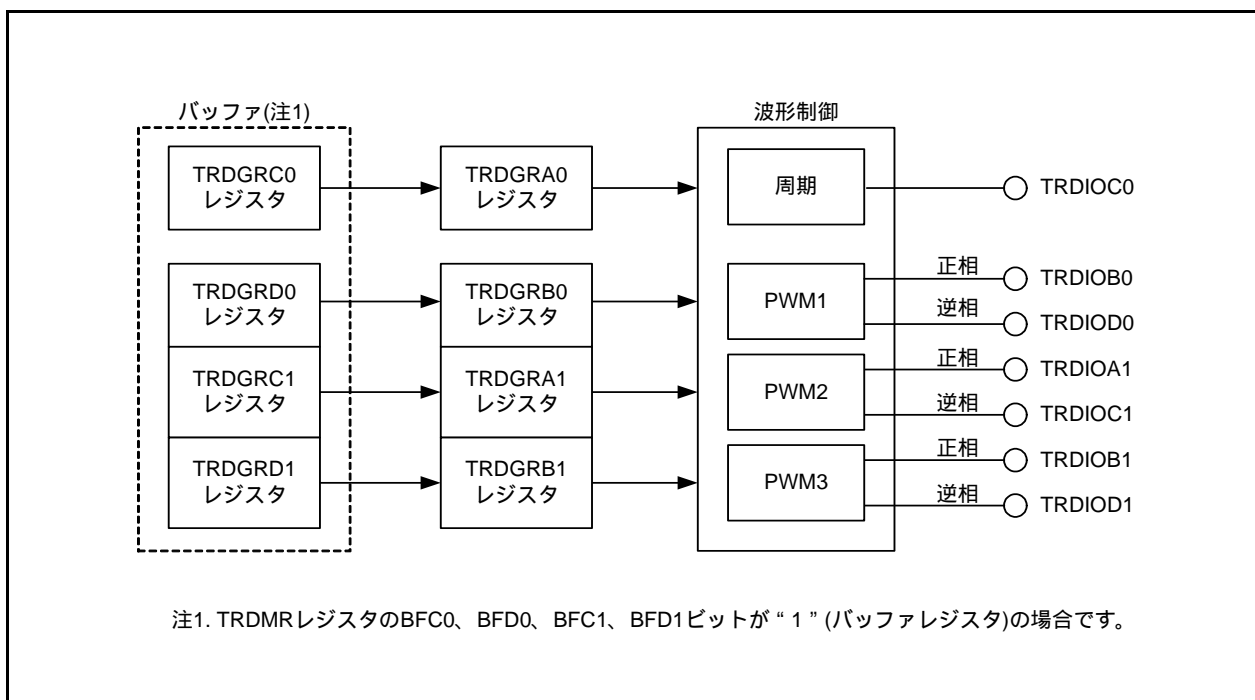 バッファ(注1)
波形制御
TRDGRC0
レジスタ
TRDGRA0
レジスタ
周期
TRDIOC0
TRDGRD0
レジスタ
TRDGRB0
レジスタ
PWM1
正相
TRDIOB0
逆相
TRDIOD0
TRDGRC1
レジスタ
TRDGRA1
レジスタ
PWM2
正相
TRDIOA1
逆相
TRDIOC1
TRDGRD1
レジスタ
TRDGRB1
レジスタ
PWM3
正相
TRDIOB1
逆相
TRDIOD1
注1. TRDMRレジスタのBFC0、BFD0、BFC1、BFD1ビットが “ 1 ” (バッファレジスタ)の場合です。